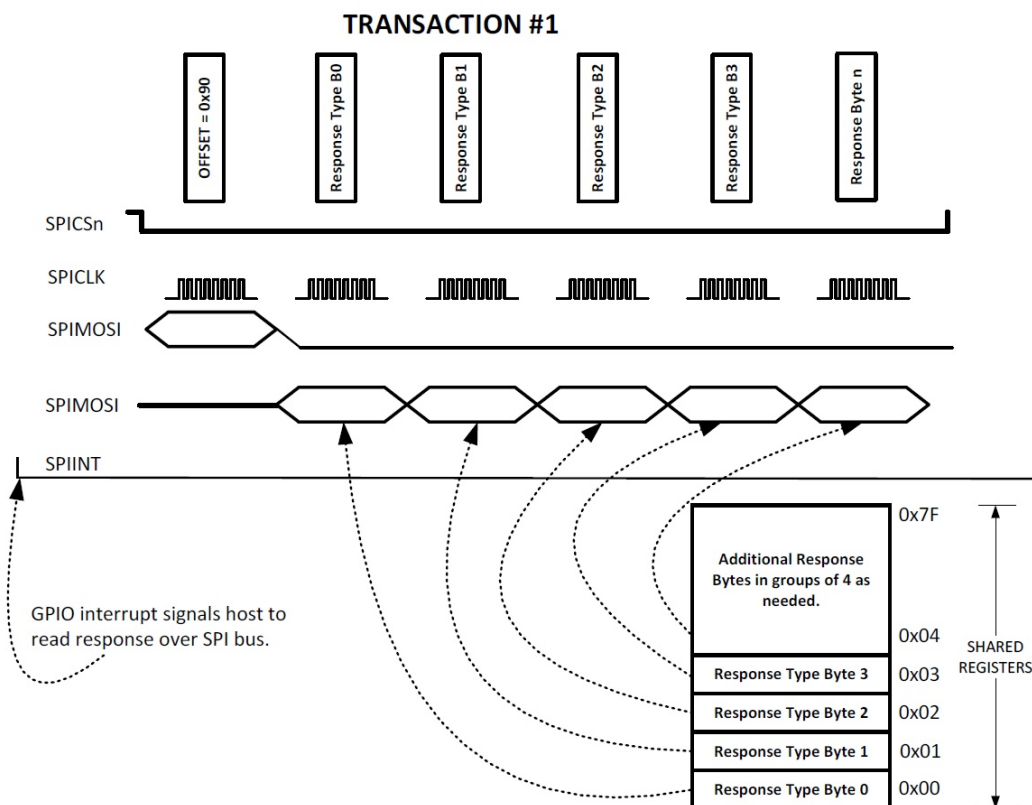 TRANSACTION #1
OFFSET = 0x90
Response Type B0
Response Type B1
Response Type B2
Response Type B3
Response Byte n
SPICSn
SPICLK
SPIMOSI
SPIMOSI
SPIINT
GPIO interrupt signals host to
read response over SPI bus.
0x7F
Additional Response
Bytes in groups of 4 as
needed.
0x04
SHARED
REGISTERS
Response Type Byte 3 0x03
Response Type Byte 2 0x02
Response Type Byte 1 0x01
Response Type Byte 0 0x00